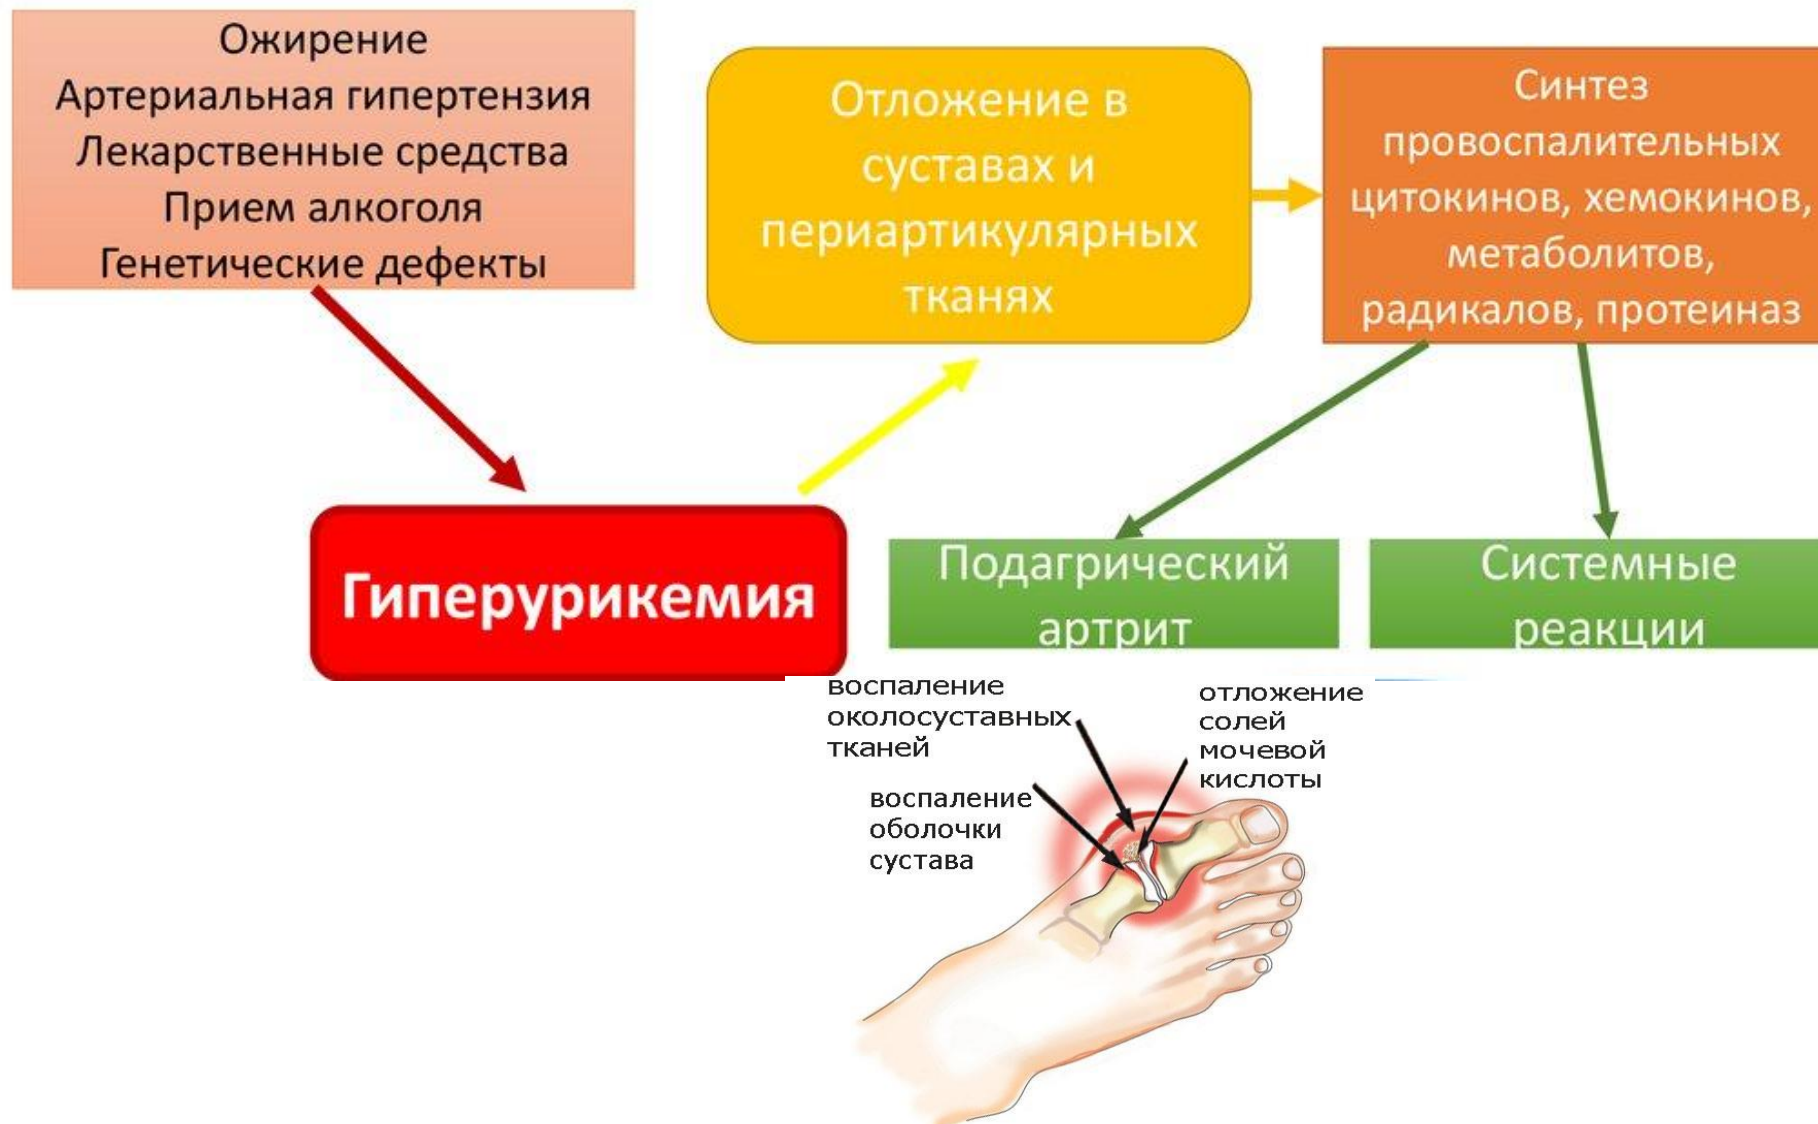 Ожирение
Артериальная гипертензия
Лекарственные средства
Прием алкоголя
Генетические дефекты
Отложение в
суставах и
периартикулярных
тканях
Синтез
провоспалительных
цитокинов, хемокинов,
метаболитов,
радикалов, протеиназ
Гиперурикемия
Подагрический
артрит
Системные
реакции
воспаление
околосуставных
тканей
отложение
солей
мочевой
кислоты
воспаление
оболочки
сустава